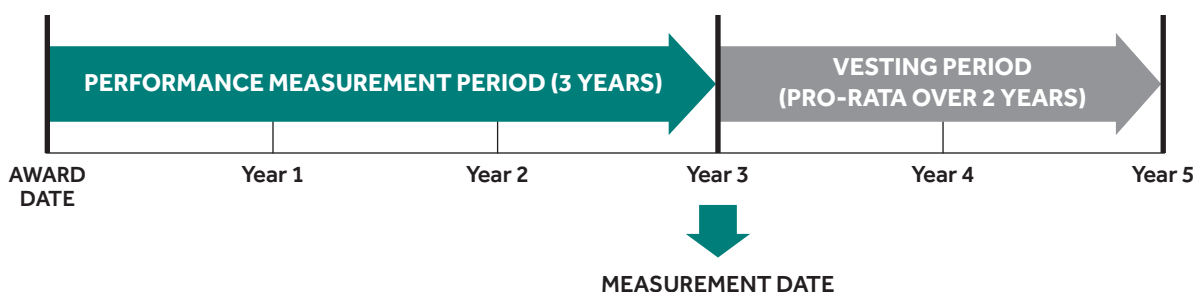 PERFORMANCE MEASUREMENT PERIOD (3 YEARS)
VESTING PERIOD
(PRO-RATA OVER 2 YEARS)
AWARD
DATE
Year 1
Year 2
Year 3
Year 4
Year 5
MEASUREMENT DATE